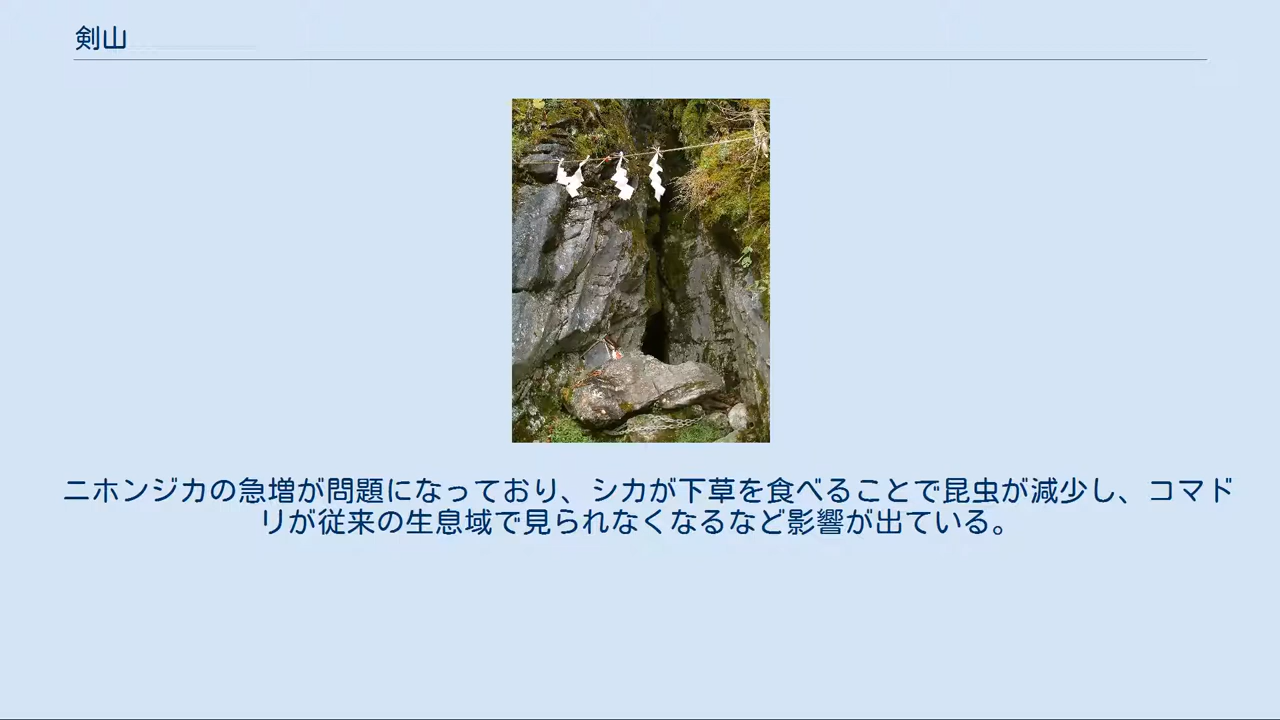 剣山
ニホンジカの急増が問題になっており、シカが下草を食べることで昆虫が減少し、コマド
リが従来の生息域で見られなくなるなど影響が出ている。